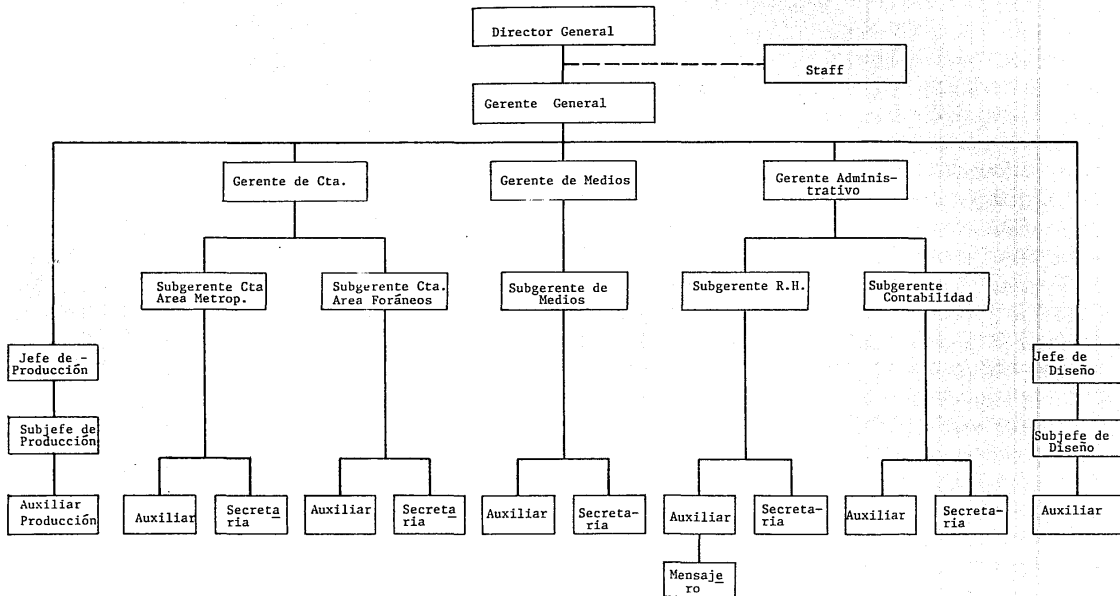 Director General
Staff
Gerente General
Gerente de Cta.
Gerente de Medios
Gerente Adminis-
trativo
Subgerente Cta
Area Metrop.
Subgerente Cta.
Area Foráneos
Subgerente de
Medios
Subgerente R.H.
Subgerente
Contabilidad
Jefe de -
Producción
Jefe de
Diseño
Subjefe de
Producción
Subjefe de
Diseño
Auxiliar
Producción
Auxiliar
Secreta
ria
Auxiliar
Secreta
ria
Auxiliar
Secreta-
ría
Auxiliar
Secreta-
ria
Auxiliar
Secreta-
ria
Auxiliar
Mensaje
ro